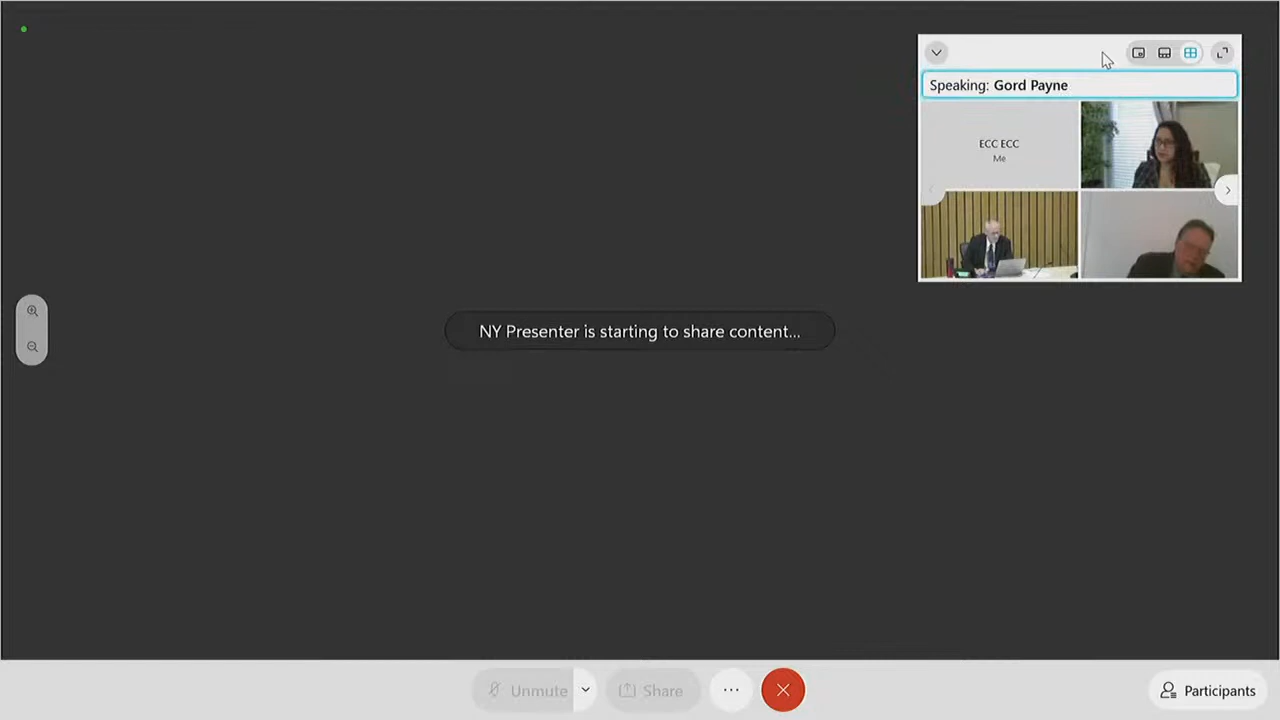 Speaking: Gord Payne
ECC ECC
Me
NY Presenter is starting to share content...
Unmute
Share
Participants